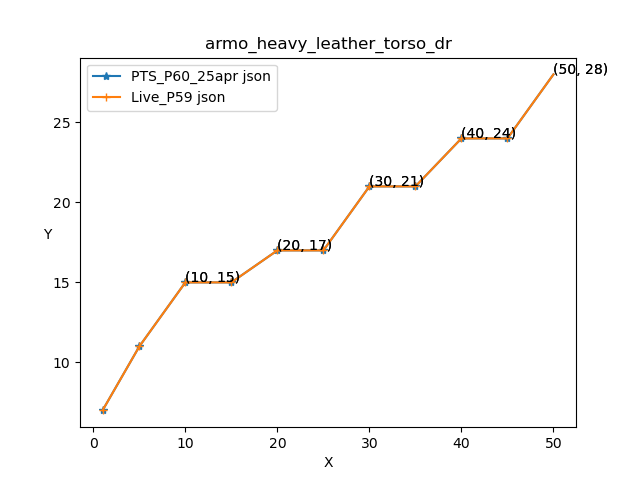 armo_heavy_leather_torso_dr
PTS_P60_25apr json
Live_P59 json
(50, 28)
(40, 24)
(30, 21)
(20, 17)
(10, 15)
25
20
15
10
Y
0 10 20 30 40 50
X